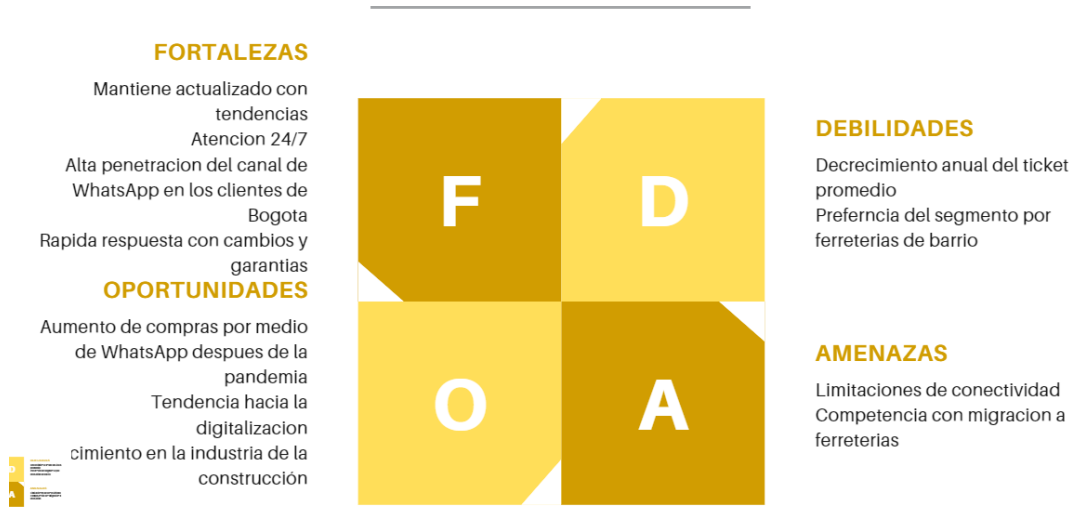 FORTALEZAS
Mantiene actualizado con
tendencias
Atencion 24/7
Alta penetracion del canal de
WhatsApp en los clientes de
Bogota
Rapida respuesta con cambios y
garantias
OPORTUNIDADES
Aumento de compras por medio
de WhatsApp despues de la
pandemia
Tendencia hacia la
digitalizacion
cimiento en la industria de la
construcción
F
D
O
A
DEBILIDADES
Decrecimiento anual del ticket
promedio
Preferncia del segmento por
ferreterias de barrio
AMENAZAS
Limitaciones de conectividad
Competencia con migracion a
ferreterias
D
A